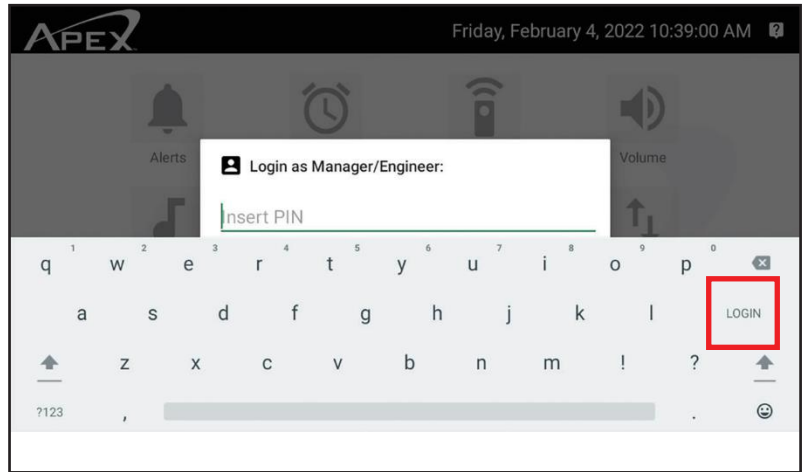 APEX
Friday, February 4, 2022 10:39:00 AM
Alerts
Volume
Login as Manager/Engineer:
Insert PIN
1 2 3 4 5 6 7 8 9 0
q w e r t y u i o p
a s d f g h j k l LOGIN
z x c v b n m ! ?
?123 , .